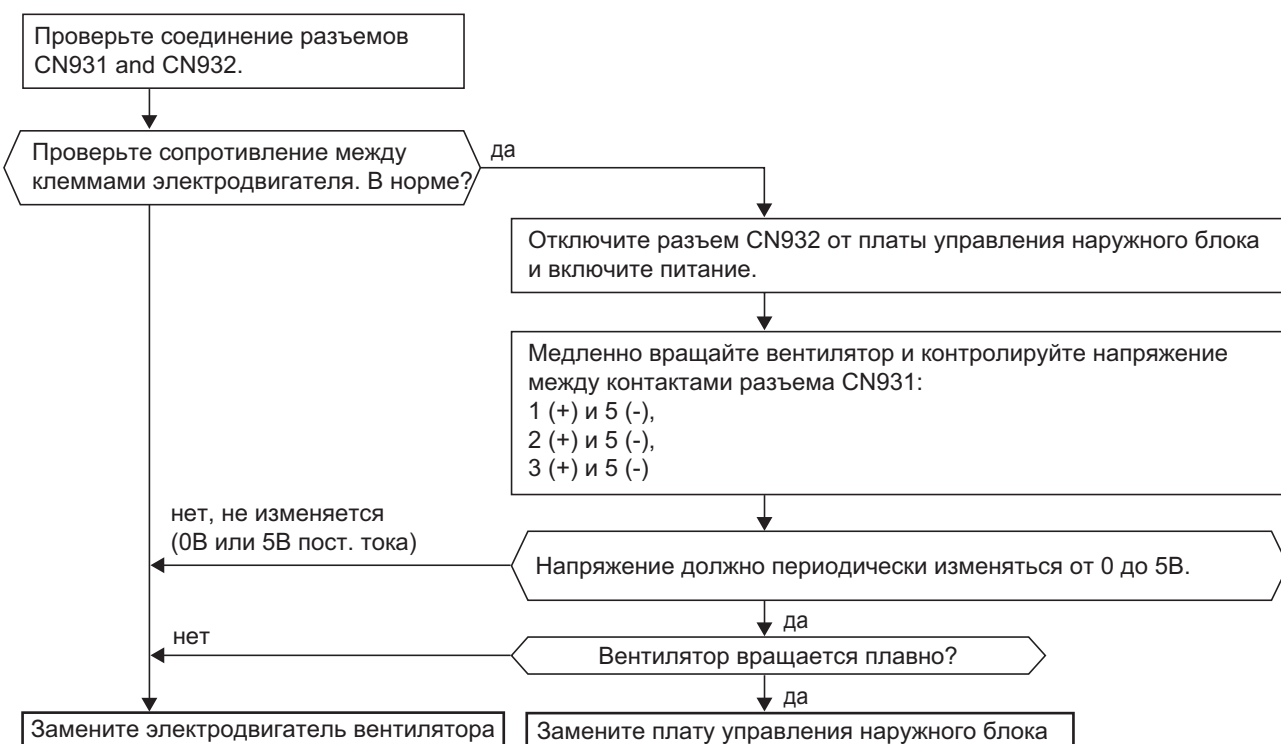 Проверьте соединение разъемов
CN931 and CN932.
Проверьте сопротивление между
клеммами электродвигателя. В норме?
да
Отключите разъем CN932 от платы управления наружного блока
и включите питание.
Медленно вращайте вентилятор и контролируйте напряжение
между контактами разъема CN931:
1 (+) и 5 (-),
2 (+) и 5 (-),
3 (+) и 5 (-)
нет, не изменяется
(0В или 5В пост. тока)
Напряжение должно периодически изменяться от 0 до 5В.
да
нет
Вентилятор вращается плавно?
да
Замените электродвигатель вентилятора
Замените плату управления наружного блока